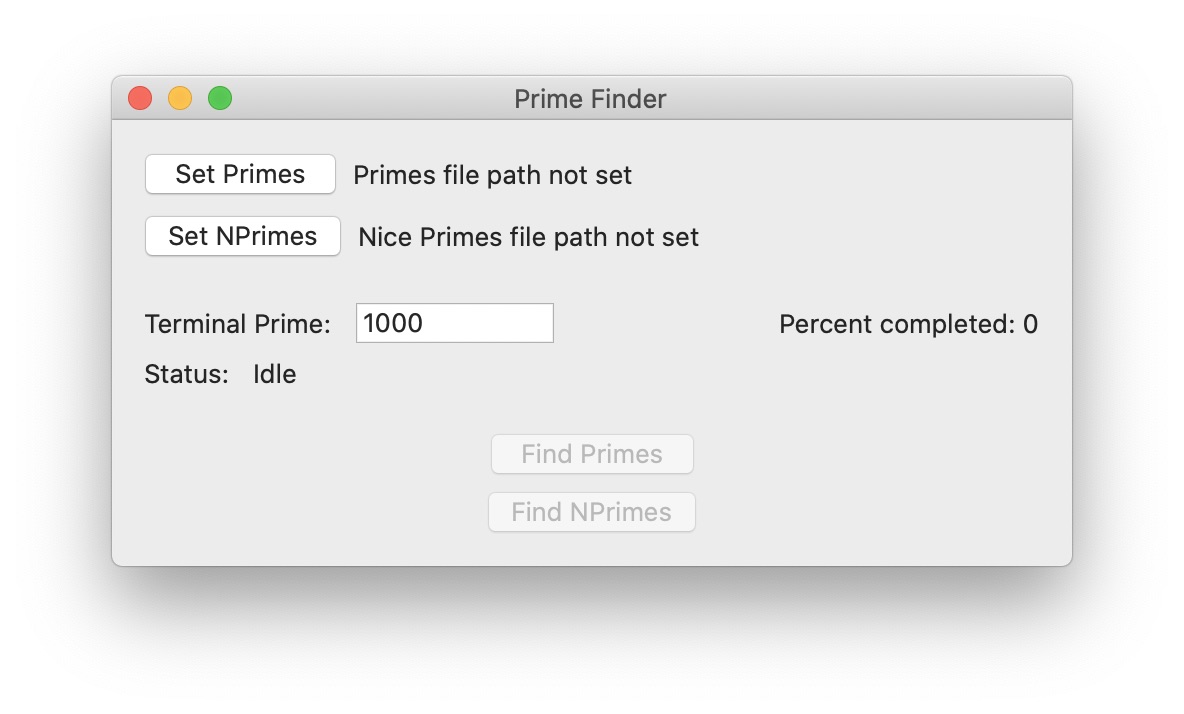 Prime Finder
Set Primes Primes file path not set
Set NPrimes Nice Primes file path not set
Terminal Prime: 1000 Percent completed: 0
Status: Idle
Find Primes
Find NPrimes